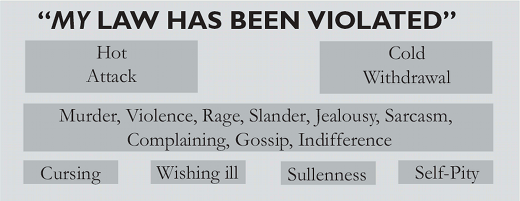 “MY LAW HAS BEEN VIOLATED”
Hot
Attack
Cold
Withdrawal
Murder, Violence, Rage, Slander, Jealousy, Sarcasm,
Complaining, Gossip, Indifference
Cursing
Wishing ill
Sullenness
Self-Pity